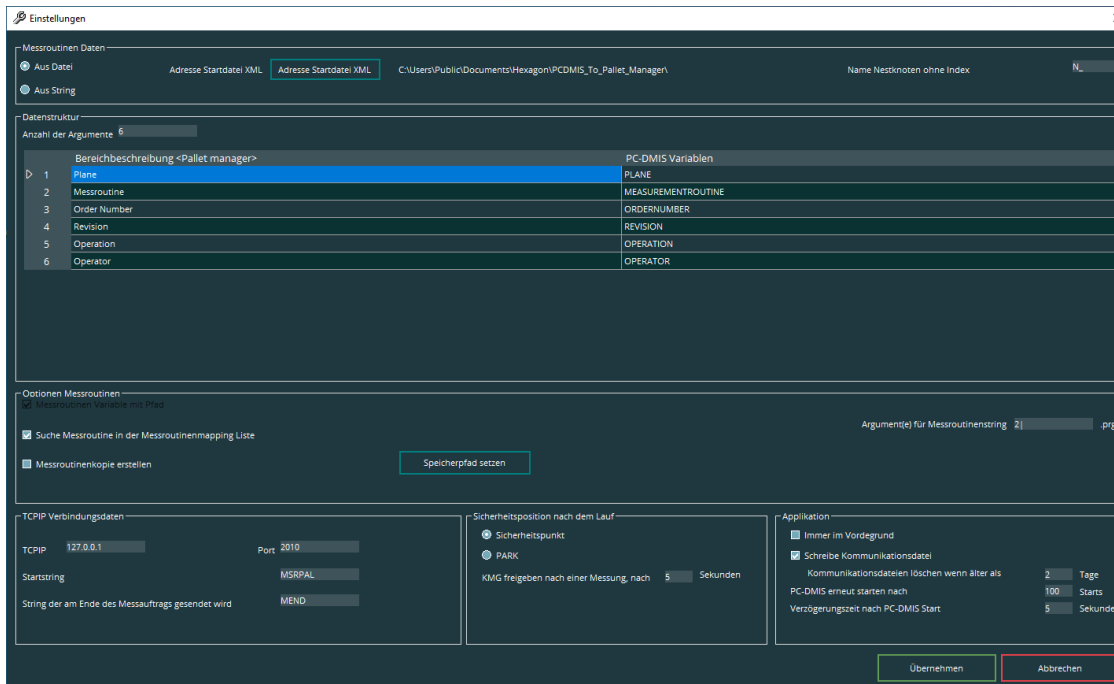 Einstellungen
Messroutinen Daten
Aus Datei
Adresse Startdatei XML
Adresse Startdatei XML
C:\Users\Public\Documents\Hexagon\PCDMIS_To_Pallet_Manager\
Name Nestknoten ohne Index
N_
Aus String
Datenstruktur
Anzahl der Argumente 6
Bereichbeschreibung <Pallet manager> PC-DMIS Variablen
1 Plane PLANE
2 Messroutine MEASUREMENTROUTINE
3 Order Number ORDERNUMBER
4 Revision REVISION
5 Operation OPERATION
6 Operator OPERATOR
Optionen Messroutinen
Messroutinen Variable mit Pfad
Argument(e) für Messroutinenstring 2| .prg
Suche Messroutine in der Messroutinenmapping Liste
Messroutinenkopie erstellen
Speicherpfad setzen
TCPIP Verbindungsdaten
TCPIP 127.0.0.1 Port 2010
Startstring MSRPAL
String der am Ende des Messauftrags gesendet wird MEND
Sicherheitsposition nach dem Lauf
Sicherheitspunkt
PARK
KMG freigeben nach einer Messung, nach 5 Sekunden
Applikation
Immer im Vordegrund
Schreibe Kommunikationsdatei
Kommunikationsdateien löschen wenn älter als 2 Tage
PC-DMIS erneut starten nach 100 Starts
Verzögerungszeit nach PC-DMIS Start 5 Sekunde
Übernehmen
Abbrechen